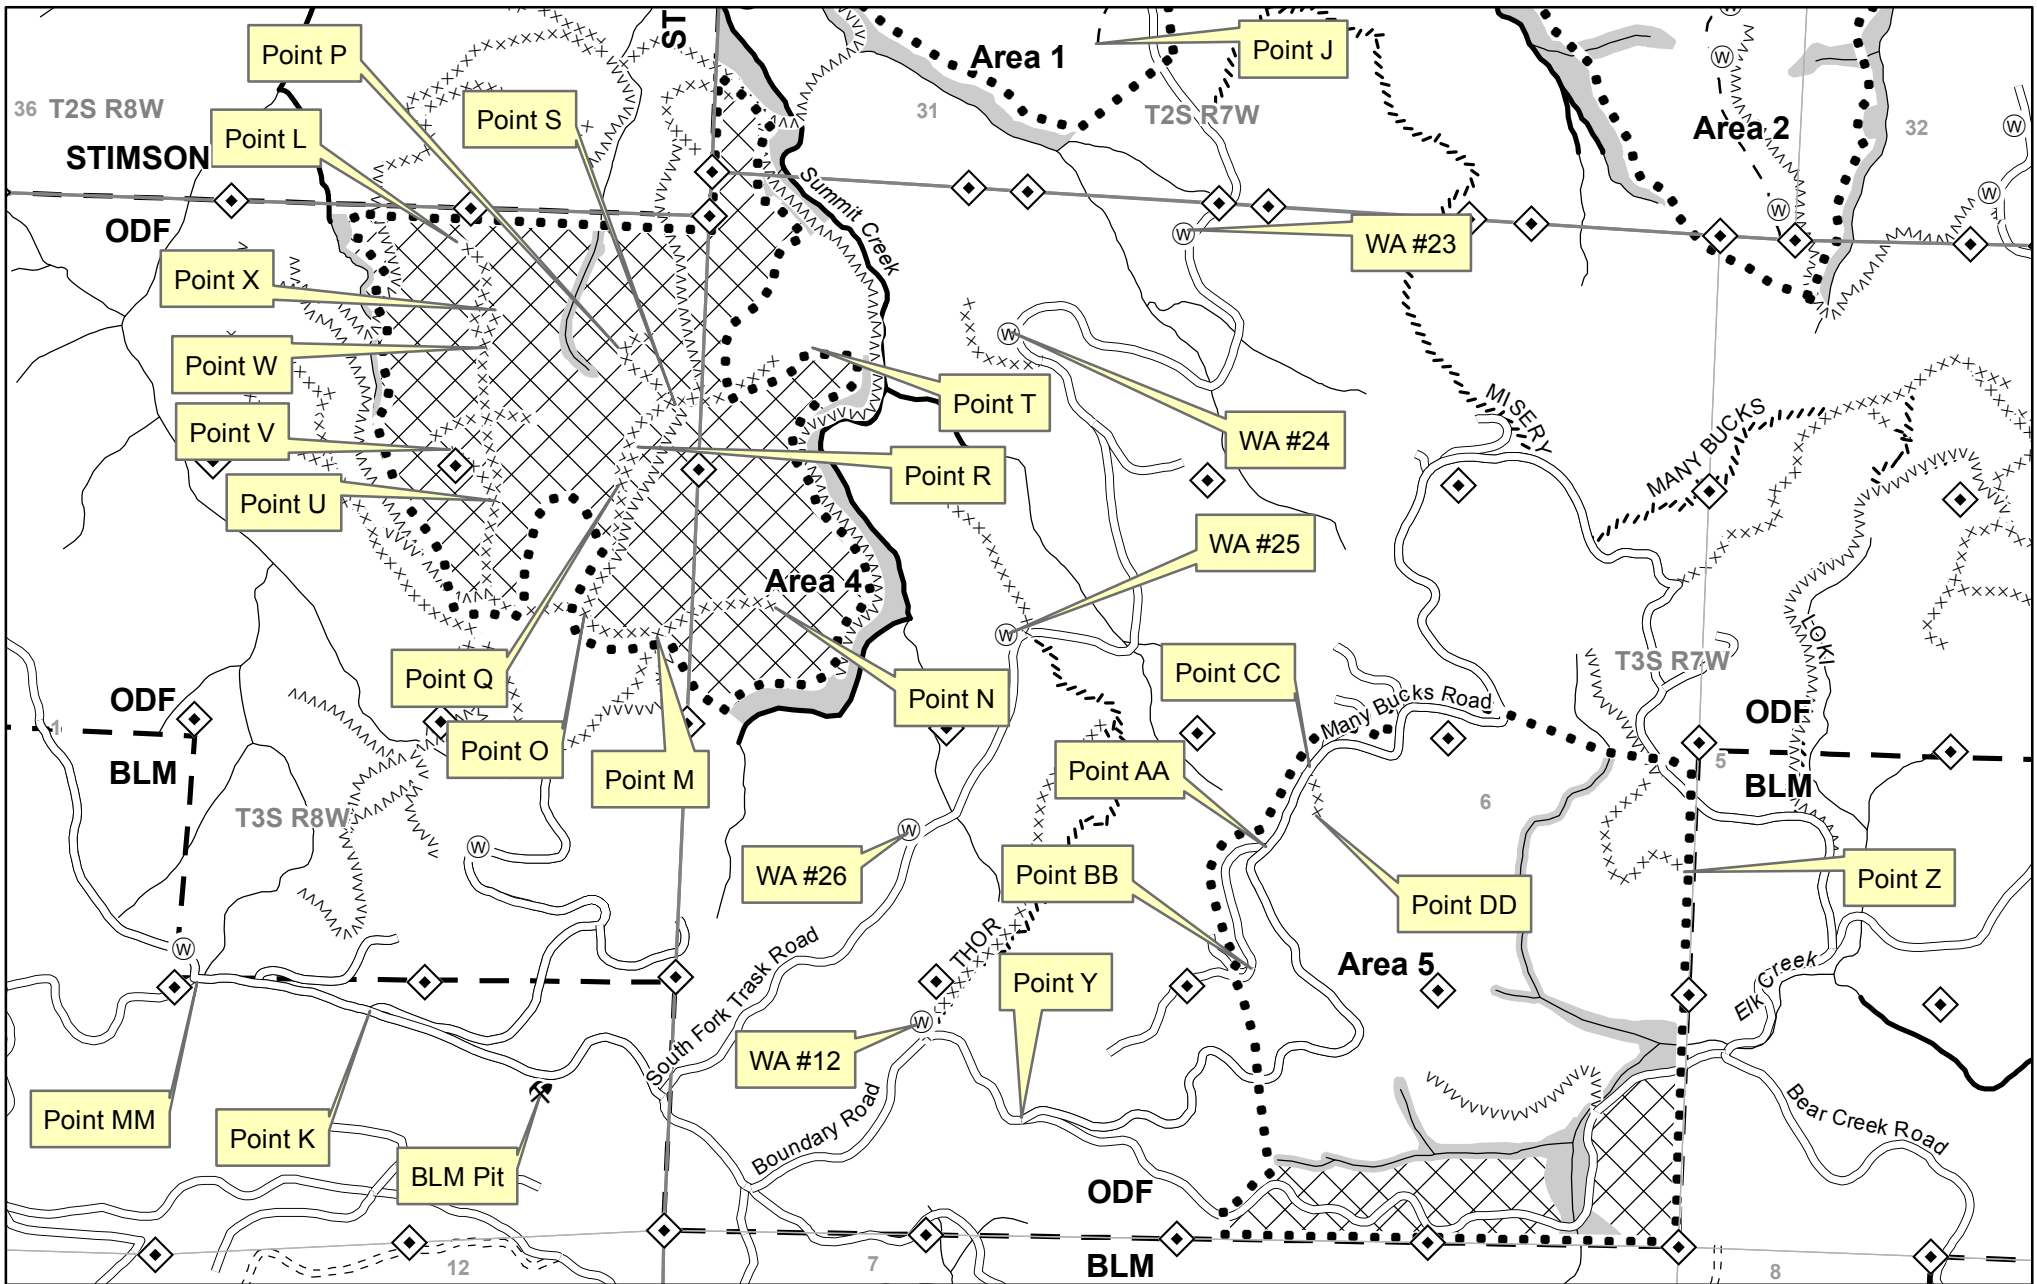 ST
Point P
Area 1
Point J
36 T2S R8W
Point L
Point S
31
T2S R7W
Area 2
32
STIMSON
Summit Creek
ODF
WA #23
Point X
Point W
Point T
MISERY
Point V
WA #24
MANY BUCKS
Point R
Point U
WA #25
Area 4
LOKI
Point CC
T3S R7W
Point Q
Point N
ODF
1
Many Bucks Road
ODF
Point O
Point M
Point AA
5
BLM
BLM
6
T3S R8W
WA #26
Point BB
Point Z
Point DD
THOR
South Fork Trask Road
Area 5
Point Y
Elk Creek
WA #12
Point MM
Point K
Boundary Road
Bear Creek Road
BLM Pit
ODF
BLM
12
7
8
W
W
W
W
W
W
W
W
W
W
W
W
W